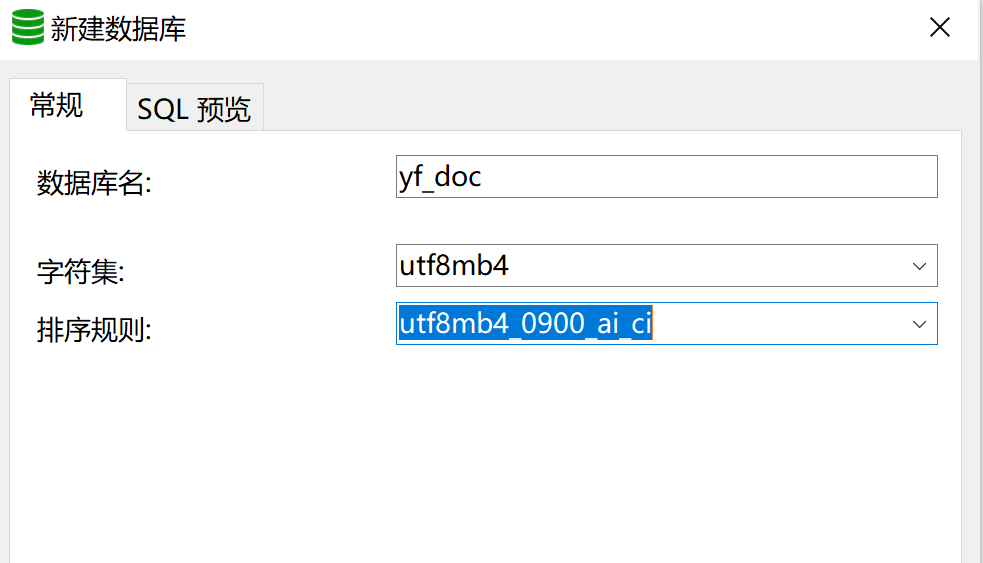 新建数据库
常规
SQL 预览
数据库名: yf_doc
字符集: utf8mb4
排序规则: utf8mb4_0900_ai_ci